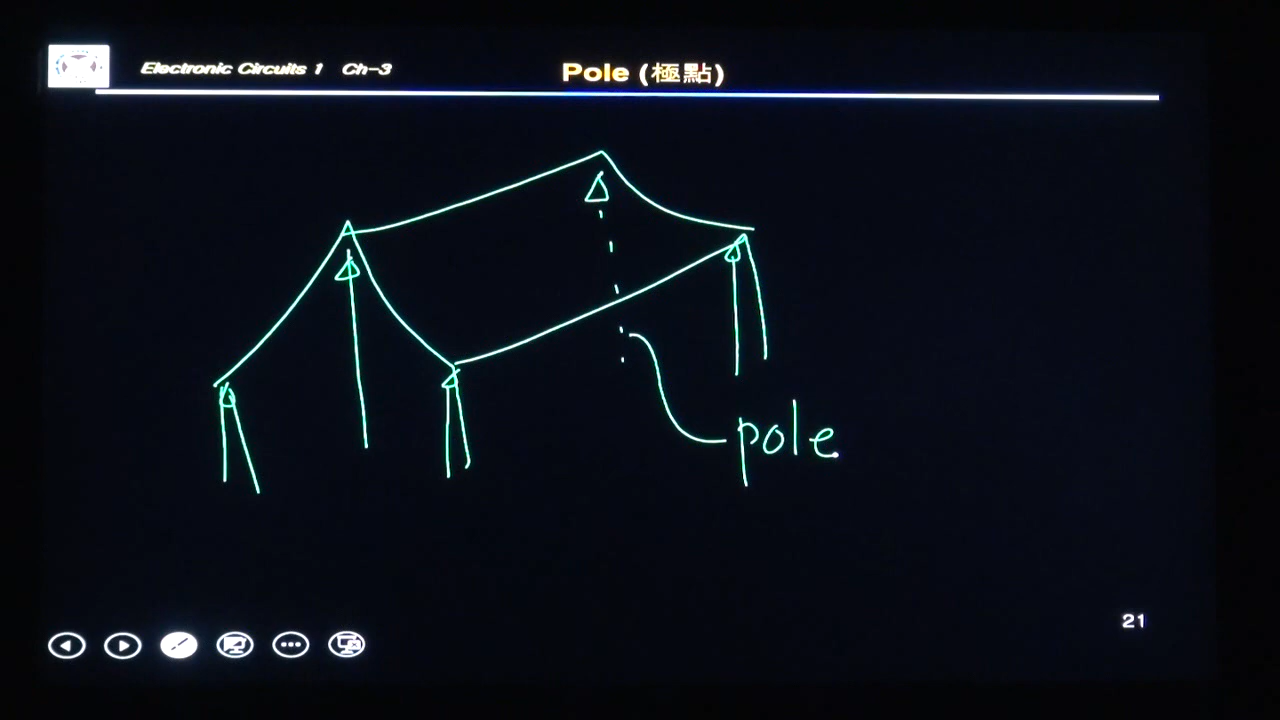 Electronic Circuits 1 Ch-3
Pole (極點)
pole
21